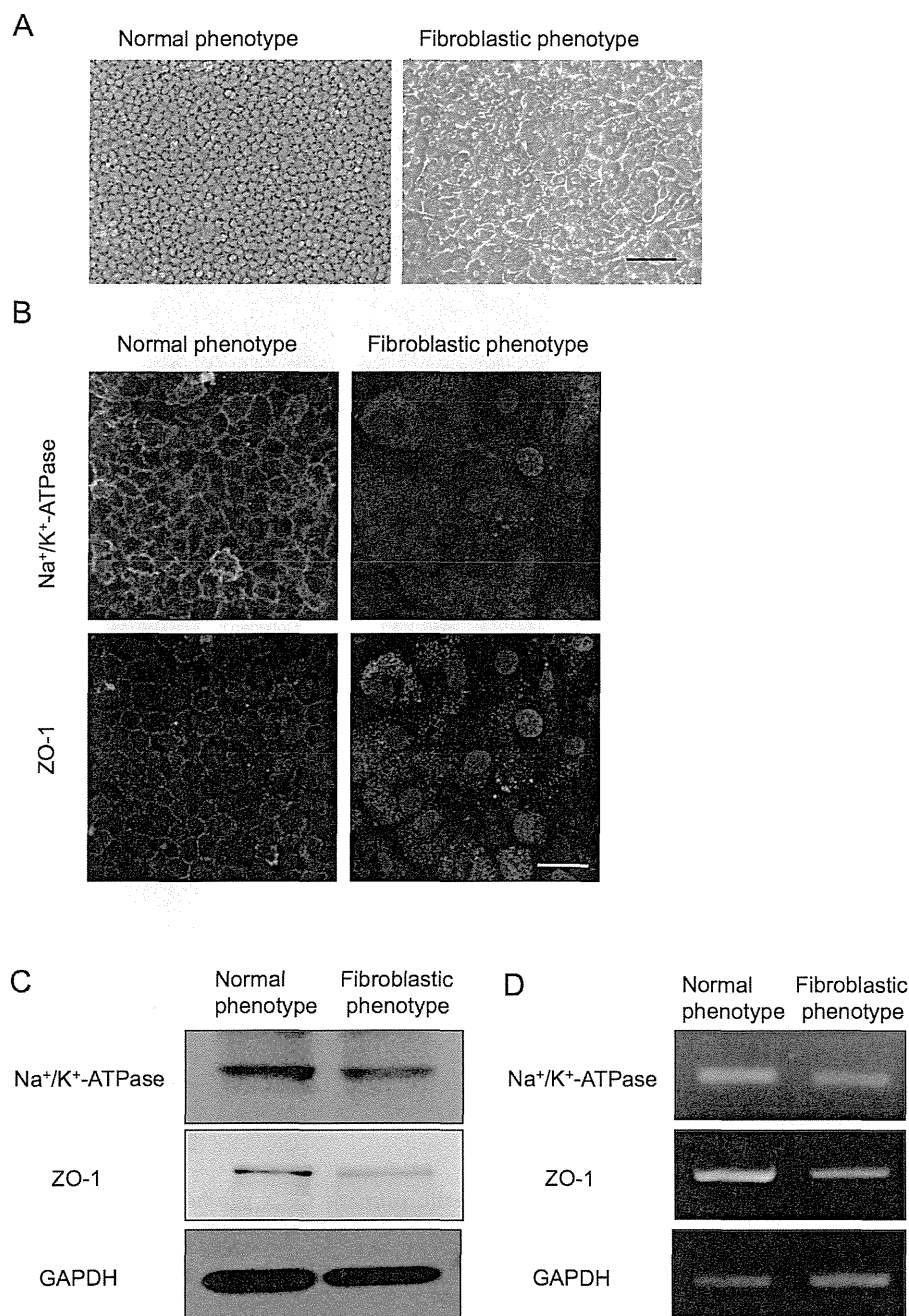 A
Normal phenotype
Fibroblastic phenotype
B
Normal phenotype
Fibroblastic phenotype
Na⁺/K⁺-ATPase
ZO-1
C
Normal
phenotype
Fibroblastic
phenotype
Na⁺/K⁺-ATPase
ZO-1
GAPDH
D
Normal
phenotype
Fibroblastic
phenotype
Na⁺/K⁺-ATPase
ZO-1
GAPDH